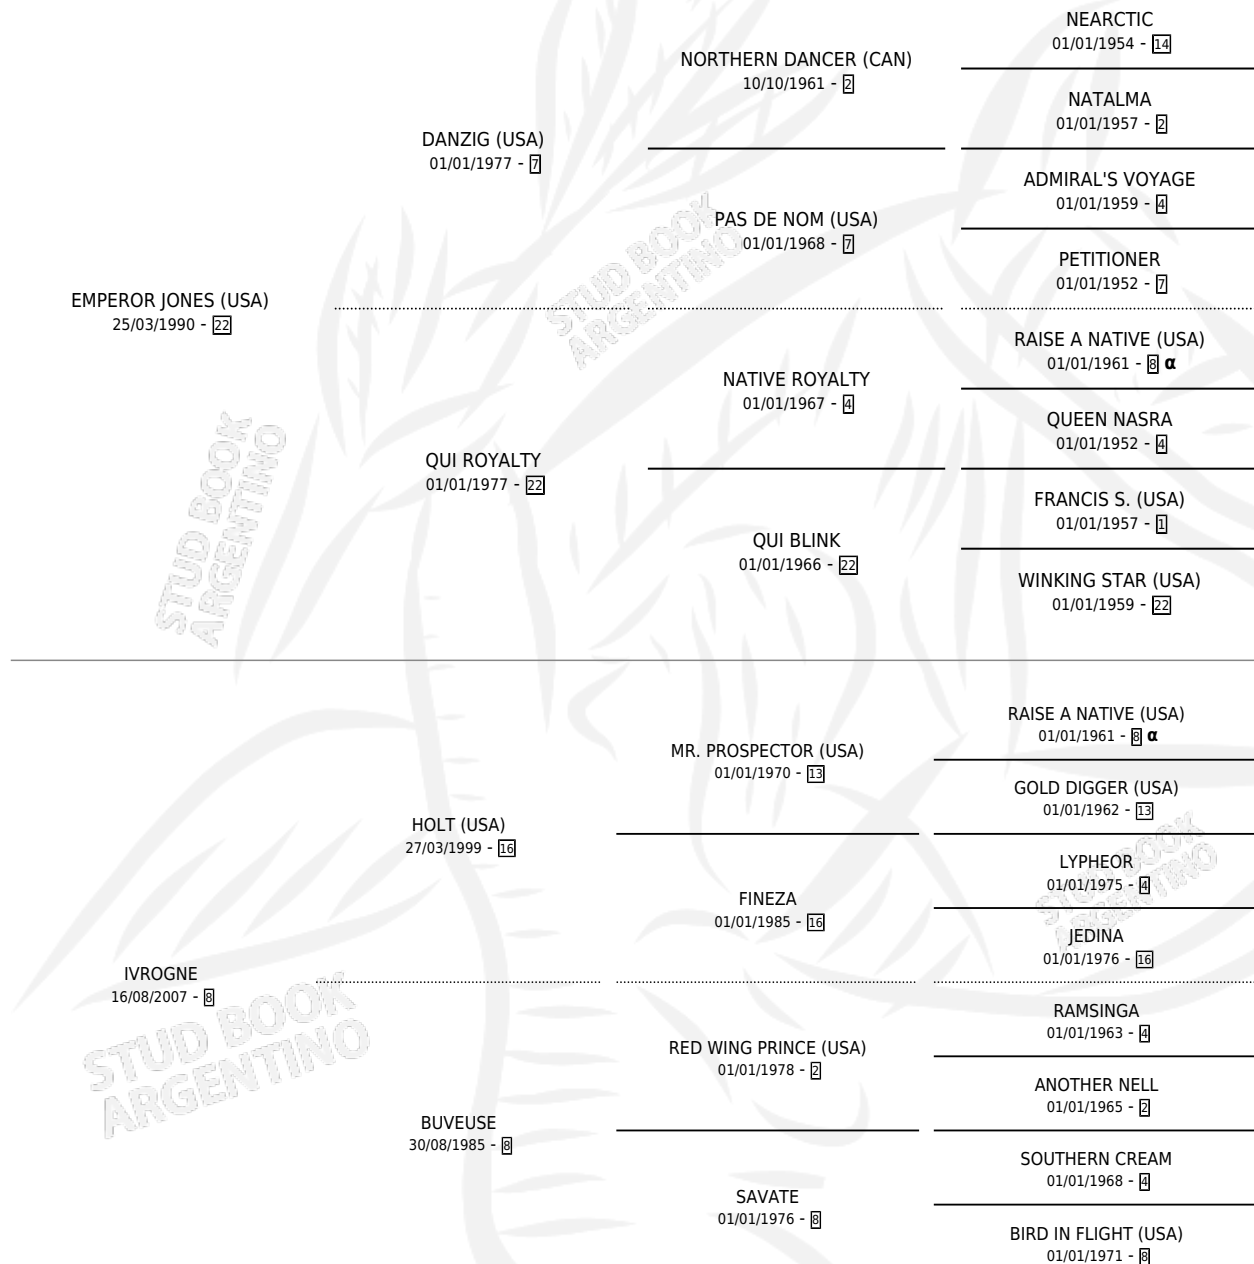 NEARCTIC
01/01/1954 - 14
NORTHERN DANCER (CAN)
10/10/1961 - 2
NATALMA
01/01/1957 - 2
DANZIG (USA)
01/01/1977 - 7
ADMIRAL'S VOYAGE
01/01/1959 - 4
PAS DE NOM (USA)
01/01/1968 - 7
PETITIONER
01/01/1952 - 7
EMPEROR JONES (USA)
25/03/1990 - 22
RAISE A NATIVE (USA)
01/01/1961 - 8 α
NATIVE ROYALTY
01/01/1967 - 4
QUEEN NASRA
01/01/1952 - 4
QUI ROYALTY
01/01/1977 - 22
FRANCIS S. (USA)
01/01/1957 - 1
QUI BLINK
01/01/1966 - 22
WINKING STAR (USA)
01/01/1959 - 22
STUD BOOK
ARGENTINO
STUD BOOK
ARGENTINO
RAISE A NATIVE (USA)
01/01/1961 - 8 α
MR. PROSPECTOR (USA)
01/01/1970 - 13
GOLD DIGGER (USA)
01/01/1962 - 13
HOLT (USA)
27/03/1999 - 16
LYPHEOR
01/01/1975 - 4
FINEZA
01/01/1985 - 16
JEDINA
01/01/1976 - 16
IVROGNE
16/08/2007 - 8
RAMSINGA
01/01/1963 - 4
RED WING PRINCE (USA)
01/01/1978 - 2
ANOTHER NELL
01/01/1965 - 2
BUVEUSE
30/08/1985 - 8
SOUTHERN CREAM
01/01/1968 - 4
SAVATE
01/01/1976 - 8
BIRD IN FLIGHT (USA)
01/01/1971 - 8
STUD BOOK
ARGENTINO
STUD BOOK
ARGENTINO